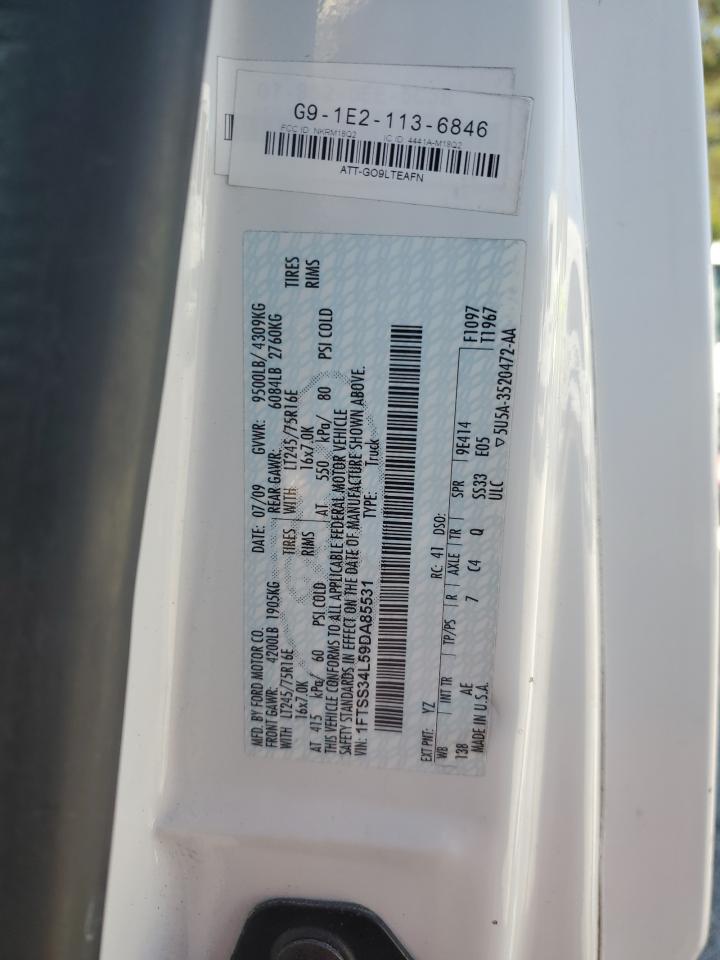 G9-1E2-113-6846
FCC ID NKRM18Q2 IC ID 4441A-M18Q2
ATT-GO9LTEAFN
MFD. BY FORD MOTOR CO.
DATE: 07/09 GVWR: 9500LB/ 4309KG
FRONT GAWR: 4200LB 1905KG REAR GAWR: 6084LB 2760KG
WITH LT245/75R16E TIRES WITH LT245/75R16E TIRES
16x7.0K RIMS 16x7.0K RIMS
AT 415 kPa/ 60 PSI COLD AT 550 kPa/ 80 PSI COLD
THIS VEHICLE CONFORMS TO ALL APPLICABLE FEDERAL MOTOR VEHICLE
SAFETY STANDARDS IN EFFECT ON THE DATE OF MANUFACTURE SHOWN ABOVE.
VIN: 1FTSS34L59DA85531 TYPE: Truck
F1097
T1967
EXT PNT: YZ RC: 41 DSO:
WB INT TR TP/PS R AXLE TR SPR 9E414
138 AE 7 C4 Q SS33 E05
MADE IN U.S.A. ULC ▽5U5A-3520472-AA